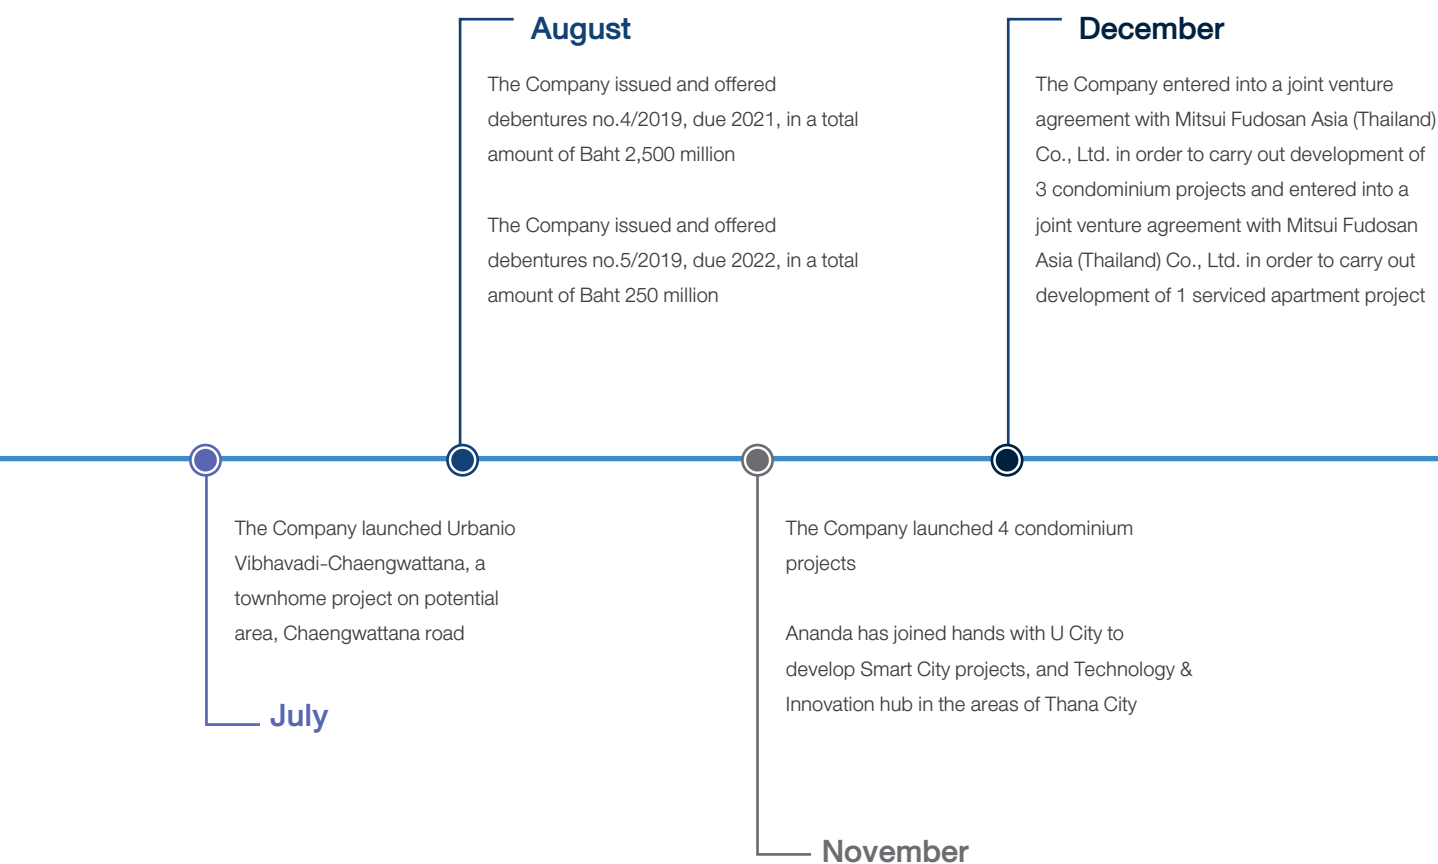 August
The Company issued and offered
debentures no.4/2019, due 2021, in a total
amount of Baht 2,500 million
The Company issued and offered
debentures no.5/2019, due 2022, in a total
amount of Baht 250 million
December
The Company entered into a joint venture
agreement with Mitsui Fudosan Asia (Thailand)
Co., Ltd. in order to carry out development of
3 condominium projects and entered into a
joint venture agreement with Mitsui Fudosan
Asia (Thailand) Co., Ltd. in order to carry out
development of 1 serviced apartment project
The Company launched Urbanio
Vibhavadi-Chaengwattana, a
townhome project on potential
area, Chaengwattana road
July
The Company launched 4 condominium
projects
Ananda has joined hands with U City to
develop Smart City projects, and Technology &
Innovation hub in the areas of Thana City
November